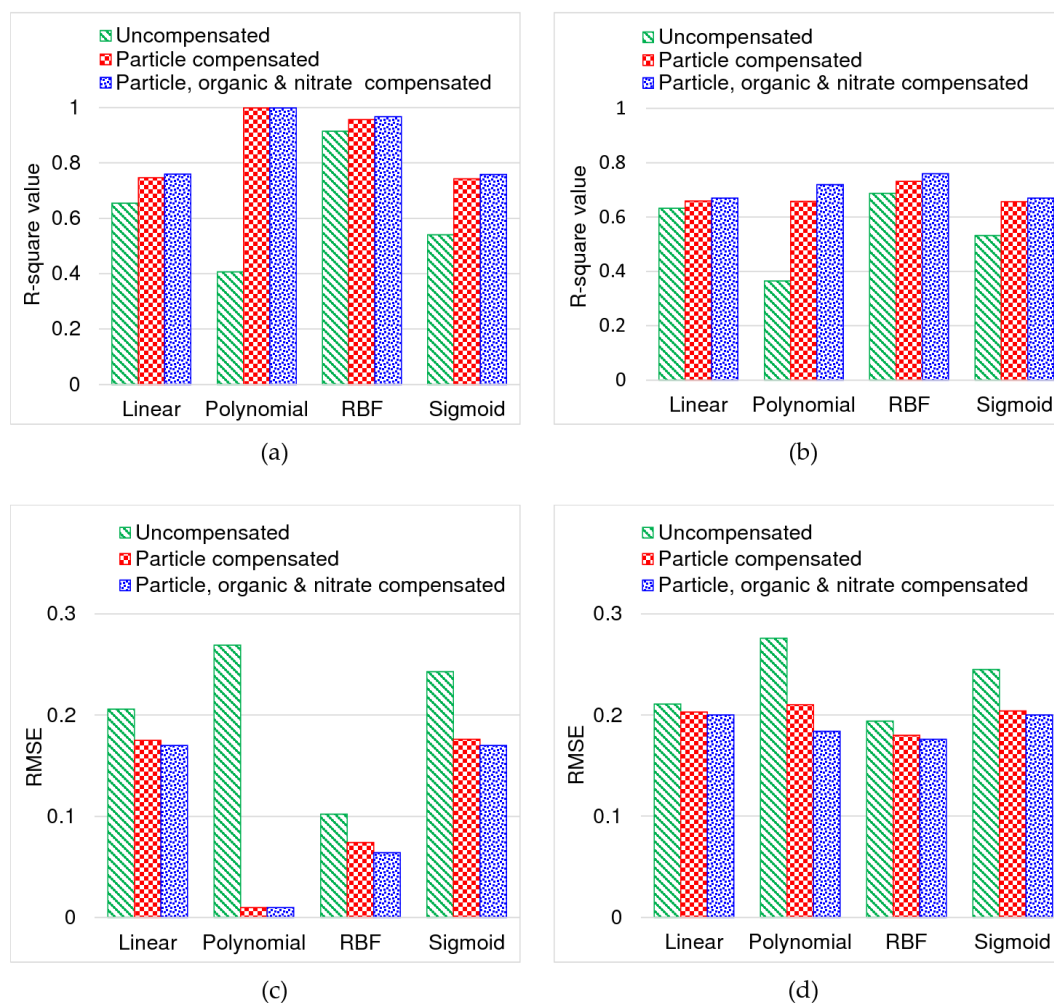 Uncompensated
Particle compensated
Particle, organic & nitrate compensated
R-square value
1
0.8
0.6
0.4
0.2
0
Linear Polynomial RBF Sigmoid
(a)
Uncompensated
Particle compensated
Particle, organic & nitrate compensated
R-square value
1
0.8
0.6
0.4
0.2
0
Linear Polynomial RBF Sigmoid
(b)
Uncompensated
Particle compensated
Particle, organic & nitrate compensated
RMSE
0.3
0.2
0.1
0
Linear Polynomial RBF Sigmoid
(c)
Uncompensated
Particle compensated
Particle, organic & nitrate compensated
RMSE
0.3
0.2
0.1
0
Linear Polynomial RBF Sigmoid
(d)